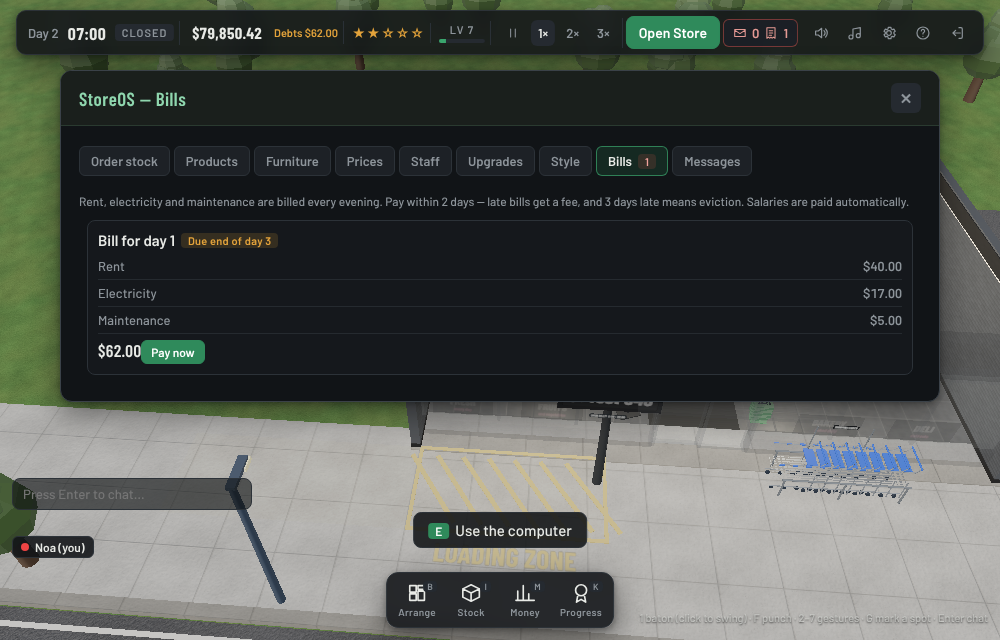 Day 2 07:00 CLOSED $79,850.42 Debts $62.00 LV 7 1× 2× 3× Open Store 0 1
StoreOS – Bills
Order stock Products Furniture Prices Staff Upgrades Style Bills 1 Messages
Rent, electricity and maintenance are billed every evening. Pay within 2 days — late bills get a fee, and 3 days late means eviction. Salaries are paid automatically.
Bill for day 1 Due end of day 3
Rent $40.00
Electricity $17.00
Maintenance $5.00
$62.00 Pay now
Press Enter to chat...
E Use the computer
Noa (you)
LOADING ZONE
B I M K
Arrange Stock Money Progress
1 baton (click to swing) · F punch · 2-7 gestures · G mark a spot · Enter chat